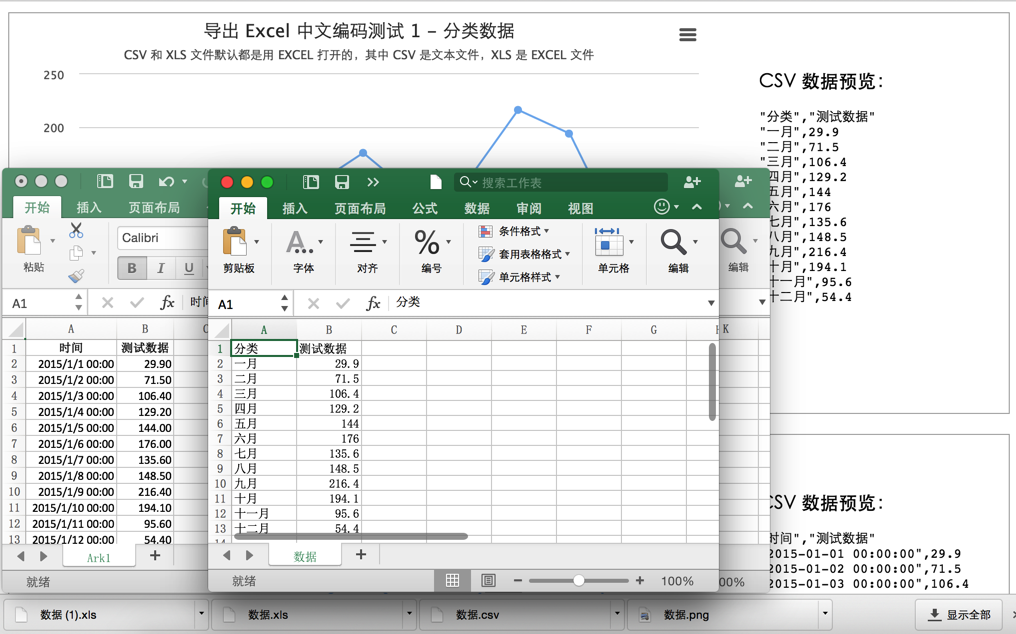 导出 Excel 中文编码测试 1 - 分类数据
CSV 和 XLS 文件默认都是用 EXCEL 打开的，其中 CSV 是文本文件，XLS 是 EXCEL 文件
250
200
CSV 数据预览：
"分类","测试数据"
"一月",29.9
"二月",71.5
"三月",106.4
四月",129.2
五月",144
六月",176
七月",135.6
八月",148.5
九月",216.4
十月",194.1
十一月",95.6
十二月",54.4
CSV 数据预览：
时间","测试数据"
2015-01-01 00:00:00",29.9
2015-01-02 00:00:00",71.5
2015-01-03 00:00:00",106.4
开始 插入 页面布局
粘贴
Calibri
B I U
A1 fx 时间
A B C
1 时间 测试数据
2 2015/1/1 00:00 29.90
3 2015/1/2 00:00 71.50
4 2015/1/3 00:00 106.40
5 2015/1/4 00:00 129.20
6 2015/1/5 00:00 144.00
7 2015/1/6 00:00 176.00
8 2015/1/7 00:00 135.60
9 2015/1/8 00:00 148.50
10 2015/1/9 00:00 216.40
11 2015/1/10 00:00 194.10
12 2015/1/11 00:00 95.60
13 2015/1/12 00:00 54.40
Ark1
就绪
搜索工作表
开始 插入 页面布局 公式 数据 审阅 视图
剪贴板 字体 对齐 % 编号
条件格式
套用表格格式
单元格样式
单元格 编辑
编辑
A1 fx 分类
A B C D E F G H K
1 分类 测试数据
2 一月 29.9
3 二月 71.5
4 三月 106.4
5 四月 129.2
6 五月 144
7 六月 176
8 七月 135.6
9 八月 148.5
10 九月 216.4
11 十月 194.1
12 十一月 95.6
13 十二月 54.4
14
数据
就绪 100%
00%
数据 (1).xls 数据.xls 数据.csv 数据.png 显示全部